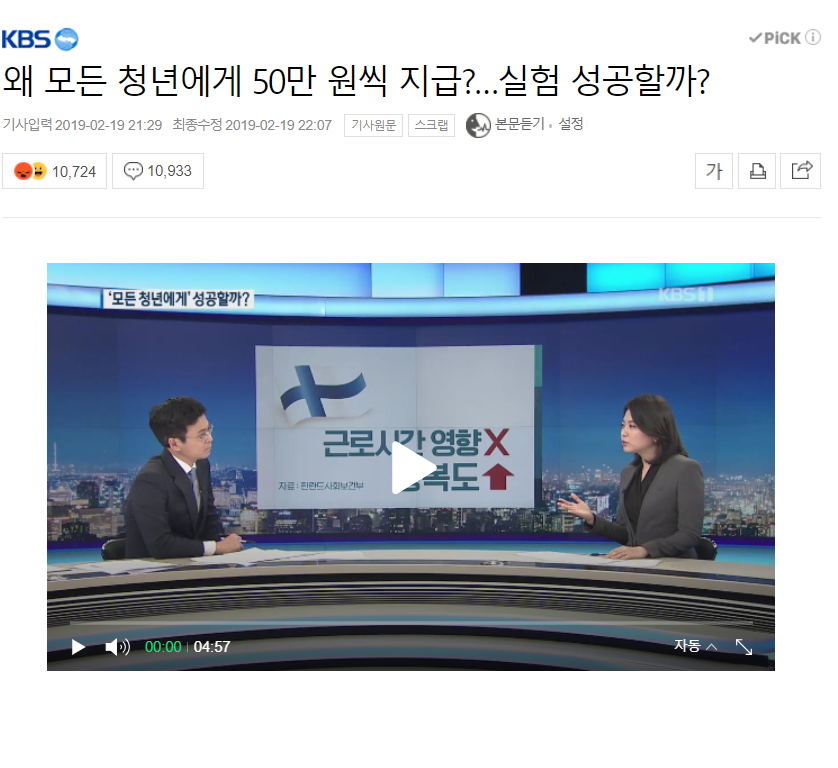 KBS
✓PiCK ⓘ
왜 모든 청년에게 50만 원씩 지급?...실험 성공할까?
기사입력 2019-02-19 21:29 최종수정 2019-02-19 22:07 기사원문 스크랩 본문듣기 · 설정
10,724 10,933 가
'모든 청년에게' 성공할까?
KBS1
근로시간 영향 X
복도
자료 : 핀란드사회보건부
00:00 | 04:57 자동